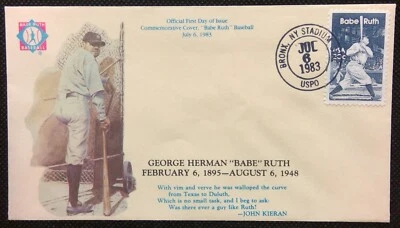 Official First Day of Issue
Commemorative Cover, "Babe Ruth" Baseball
July 6, 1983
BRONX, NY STADIUM
JUL
6
1983
USPO
Babe Ruth
USA
20c
BASEBALL
GEORGE HERMAN "BABE" RUTH
FEBRUARY 6, 1895—AUGUST 6, 1948
With vim and verve he was walloped the curve
from Texas to Duluth,
Which is no small task, and I beg to ask:
Was there ever a guy like Ruth?
—JOHN KIERAN